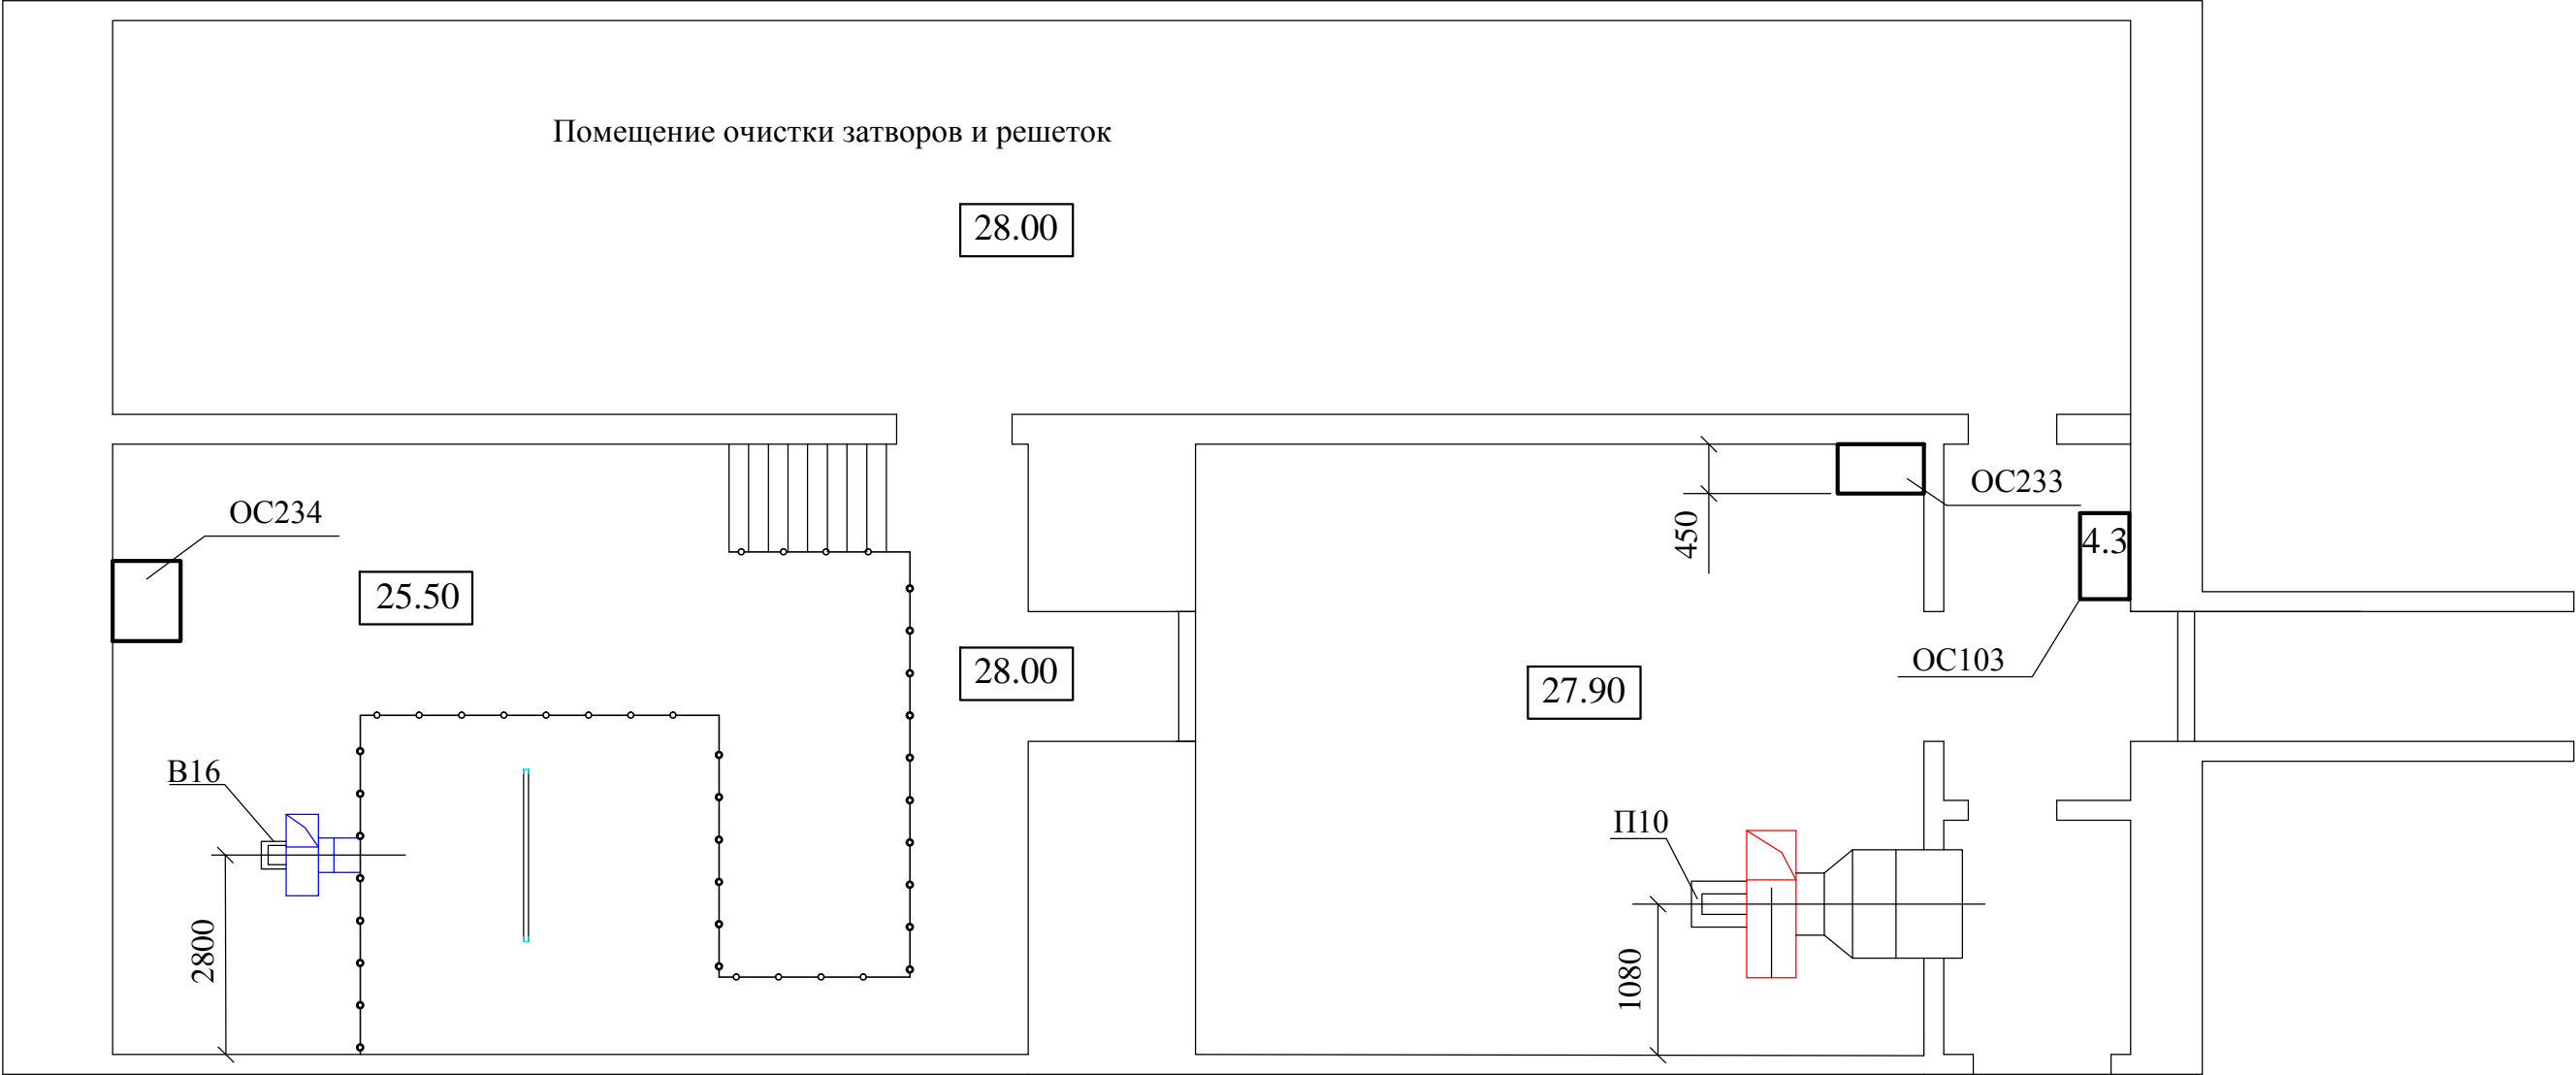 Помещение очистки затворов и решеток
28.00
ОС233
ОС234
450
4.3
25.50
28.00
ОС103
27.90
В16
П10
2800
1080